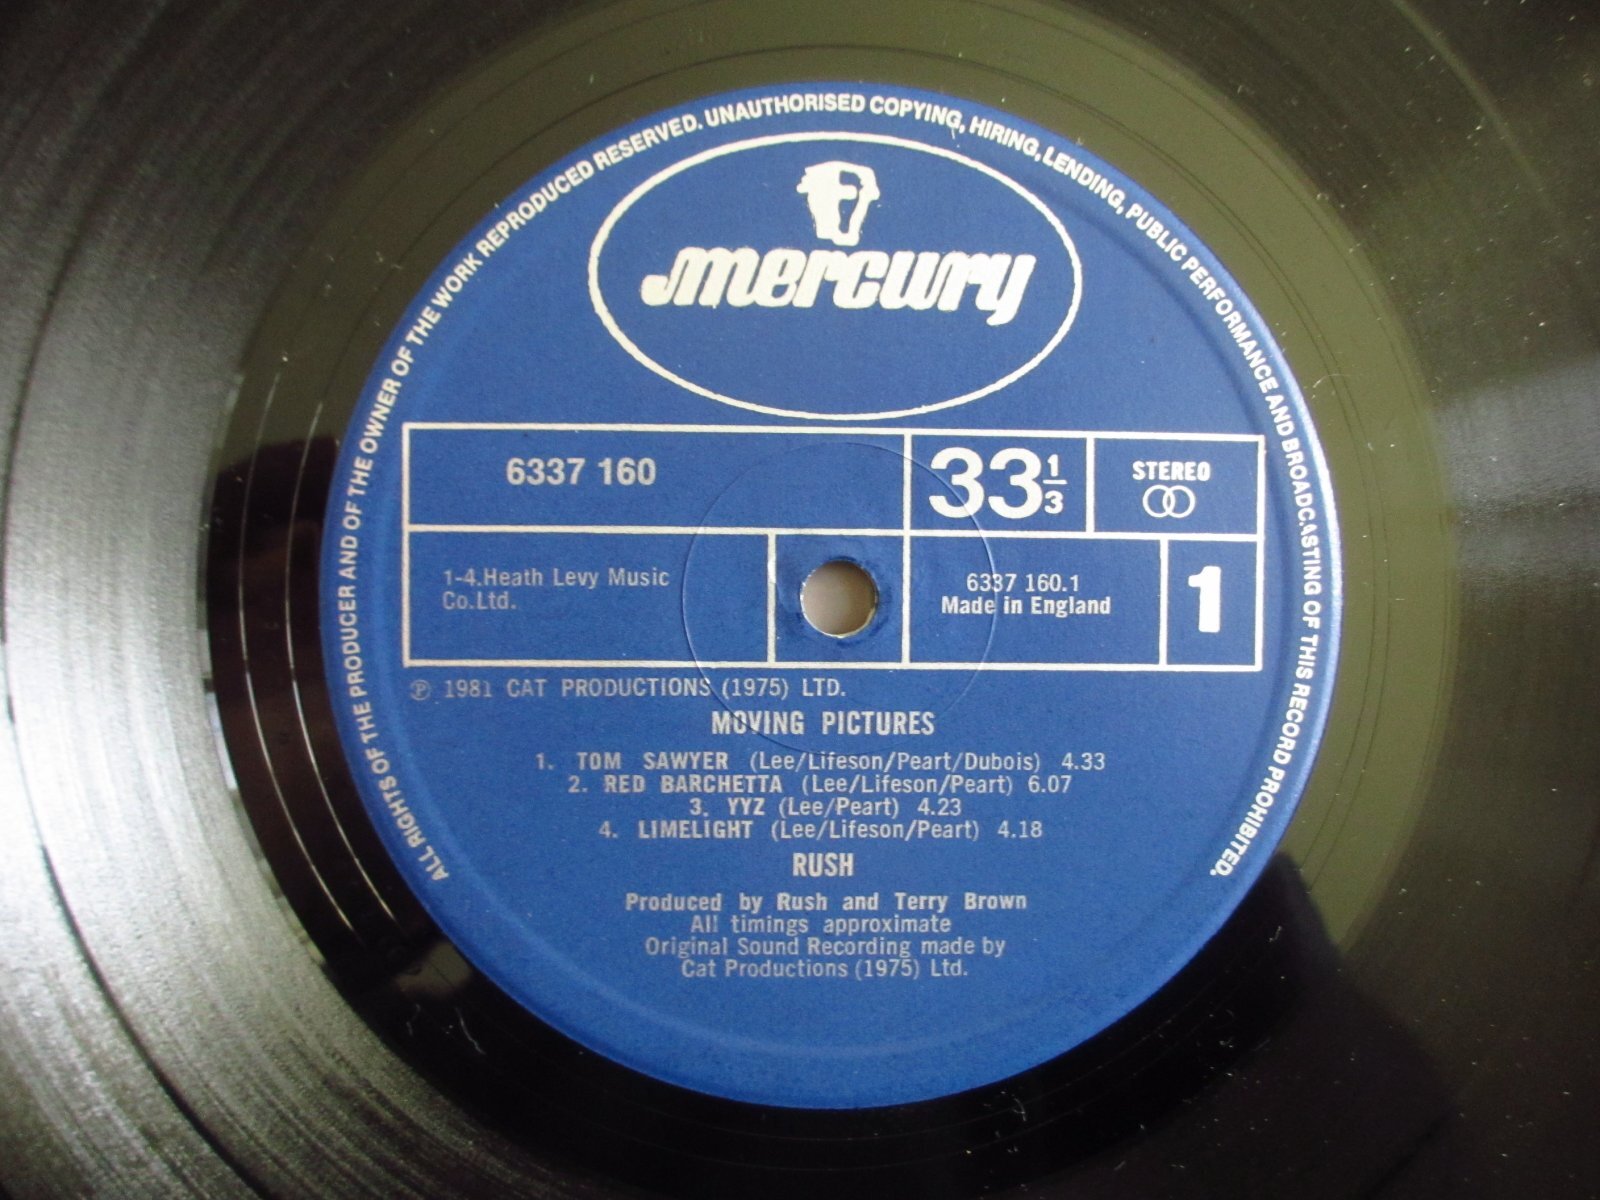 ALL RIGHTS OF THE PRODUCER AND OF THE OWNER OF THE WORK REPRODUCED RESERVED. UNAUTHORISED COPYING, HIRING, LENDING, PUBLIC PERFORMANCE AND BROADCASTING OF THIS RECORD PROHIBITED.
mercury
6337 160
33 1/3
STEREO
1-4.Heath Levy Music
Co.Ltd.
6337 160.1
Made in England
1
℗ 1981 CAT PRODUCTIONS (1975) LTD.
MOVING PICTURES
1. TOM SAWYER (Lee/Lifeson/Peart/Dubois) 4.33
2. RED BARCHETTA (Lee/Lifeson/Peart) 6.07
3. YYZ (Lee/Peart) 4.23
4. LIMELIGHT (Lee/Lifeson/Peart) 4.18
RUSH
Produced by Rush and Terry Brown
All timings approximate
Original Sound Recording made by
Cat Productions (1975) Ltd.